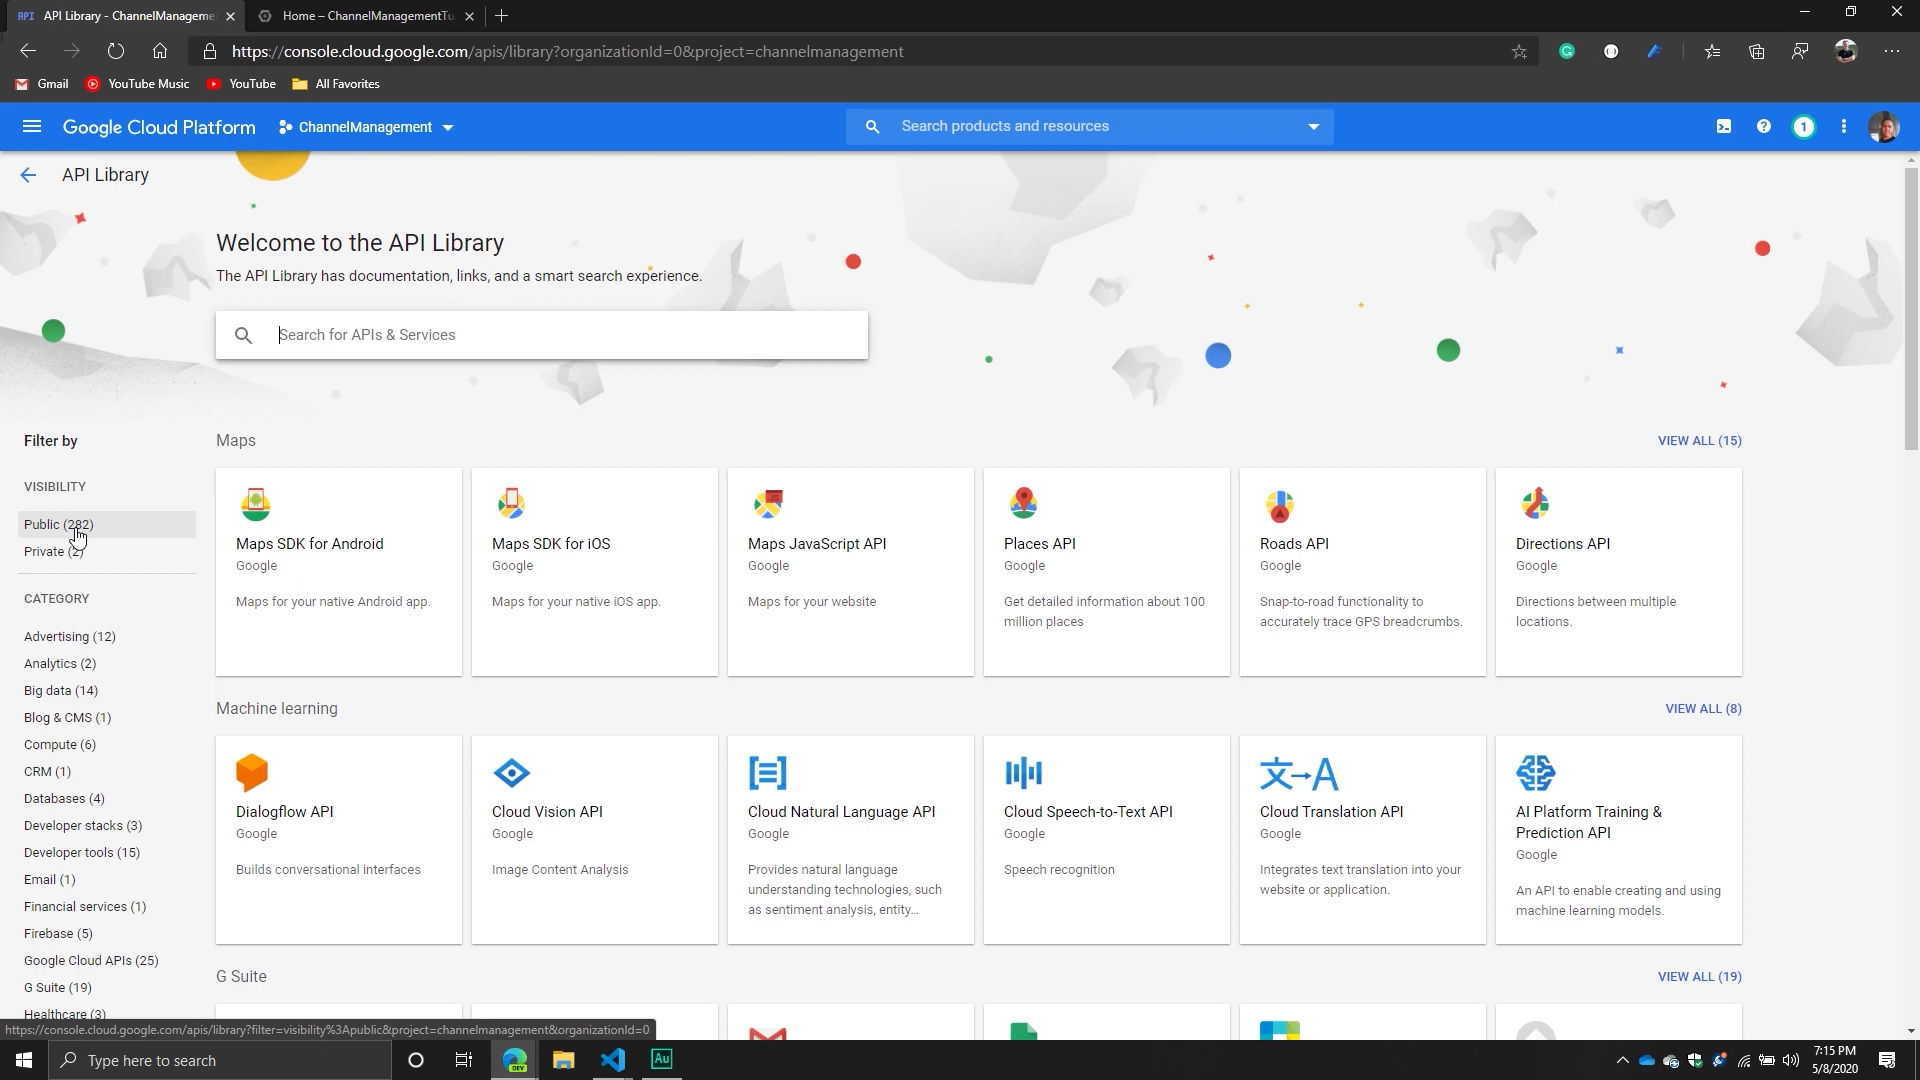 API Library - ChannelManageme
Home – ChannelManagementTu
https://console.cloud.google.com/apis/library?organizationId=0&project=channelmanagement
Gmail
YouTube Music
YouTube
All Favorites
Google Cloud Platform
ChannelManagement
Search products and resources
1
API Library
Welcome to the API Library
The API Library has documentation, links, and a smart search experience.
Search for APIs & Services
Filter by
VISIBILITY
Public (282)
Private (2)
CATEGORY
Advertising (12)
Analytics (2)
Big data (14)
Blog & CMS (1)
Compute (6)
CRM (1)
Databases (4)
Developer stacks (3)
Developer tools (15)
Email (1)
Financial services (1)
Firebase (5)
Google Cloud APIs (25)
G Suite (19)
Healthcare (3)
Maps
VIEW ALL (15)
Maps SDK for Android
Google
Maps for your native Android app.
Maps SDK for iOS
Google
Maps for your native iOS app.
JS
Maps JavaScript API
Google
Maps for your website
Places API
Google
Get detailed information about 100
million places
Roads API
Google
Snap-to-road functionality to
accurately trace GPS breadcrumbs.
Directions API
Google
Directions between multiple
locations.
Machine learning
VIEW ALL (8)
Dialogflow API
Google
Builds conversational interfaces
Cloud Vision API
Google
Image Content Analysis
Cloud Natural Language API
Google
Provides natural language
understanding technologies, such
as sentiment analysis, entity...
Cloud Speech-to-Text API
Google
Speech recognition
文→A
Cloud Translation API
Google
Integrates text translation into your
website or application.
AI Platform Training &
Prediction API
Google
An API to enable creating and using
machine learning models.
G Suite
VIEW ALL (19)
https://console.cloud.google.com/apis/library?filter=visibility%3Apublic&project=channelmanagement&organizationId=0
Type here to search
DEV
Au
7:15 PM
5/8/2020